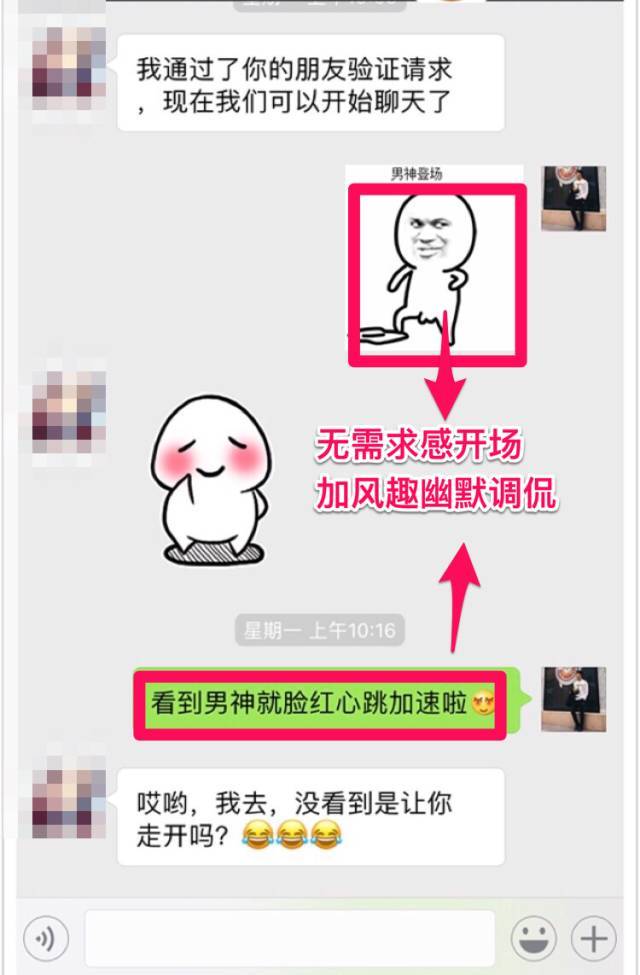 我通过了你的朋友验证请求
，现在我们可以开始聊天了
男神登场
无需求感开场
加风趣幽默调侃
星期一 上午10:16
看到男神就脸红心跳加速啦
哎哟，我去，没看到是让你
走开吗？